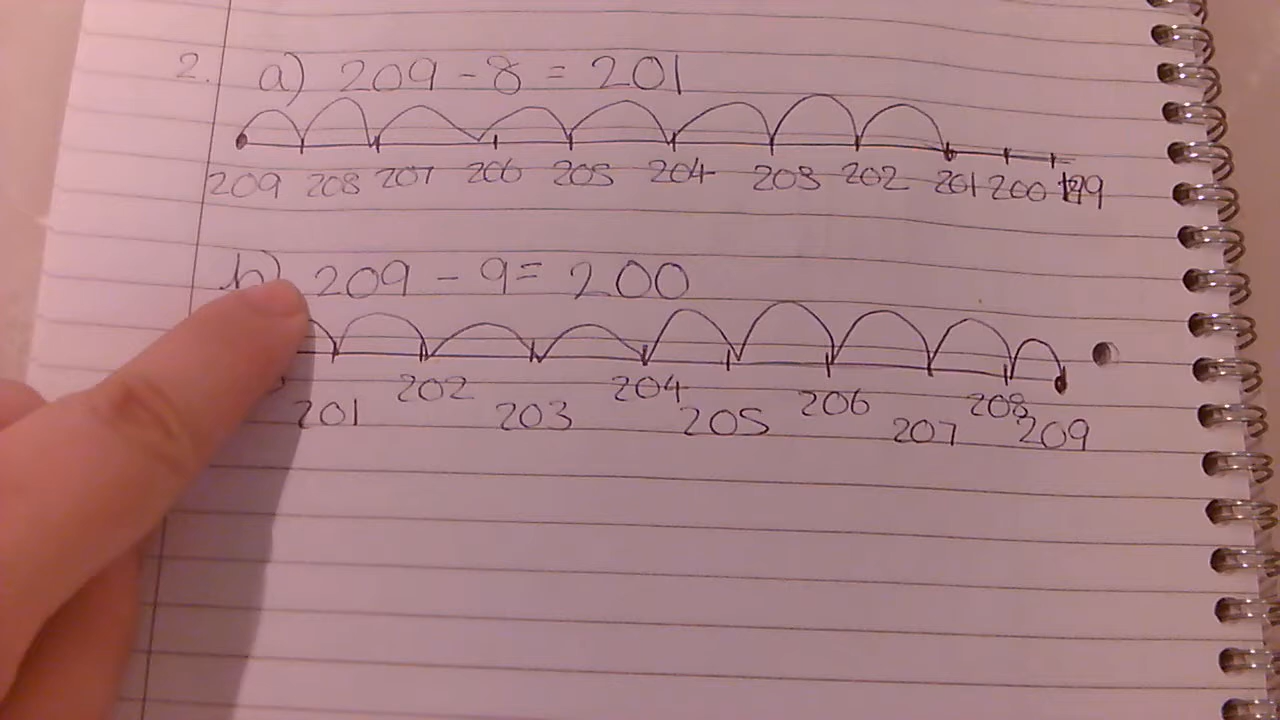 2. a) 209 - 8 = 201
209 208 207 206 205 204 203 202 201 200 199
b) 209 - 9 = 200
201 202 203 204 205 206 207 208 209